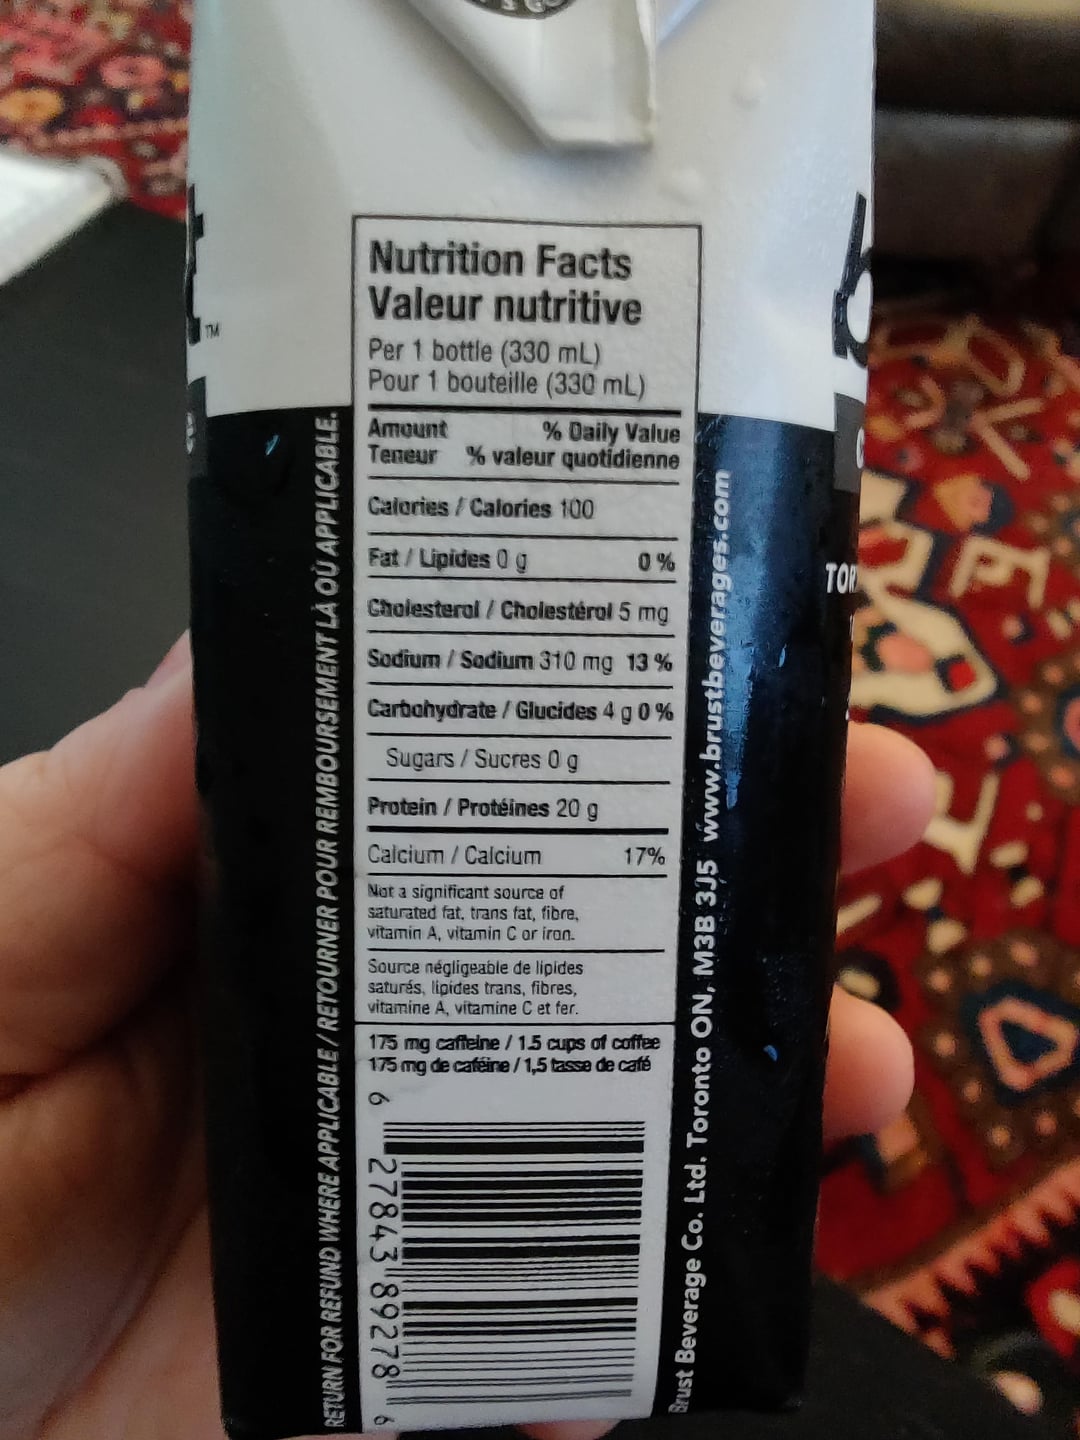 TM
Nutrition Facts
Valeur nutritive
Per 1 bottle (330 mL)
Pour 1 bouteille (330 mL)
Amount % Daily Value
Teneur % valeur quotidienne
Calories / Calories 100
Fat / Lipides 0 g 0 %
Cholesterol / Cholestérol 5 mg
Sodium / Sodium 310 mg 13 %
Carbohydrate / Glucides 4 g 0 %
Sugars / Sucres 0 g
Protein / Protéines 20 g
Calcium / Calcium 17%
Not a significant source of
saturated fat, trans fat, fibre,
vitamin A, vitamin C or iron.
Source négligeable de lipides
saturés, lipides trans, fibres,
vitamine A, vitamine C et fer.
175 mg caffeine / 1.5 cups of coffee
175 mg de caféine / 1,5 tasse de café
6 27843 89278 6
RETURN FOR REFUND WHERE APPLICABLE / RETOURNER POUR REMBOURSEMENT LÀ OÙ APPLICABLE.
Brust Beverage Co. Ltd. Toronto ON, M3B 3J5 www.brustbeverages.com